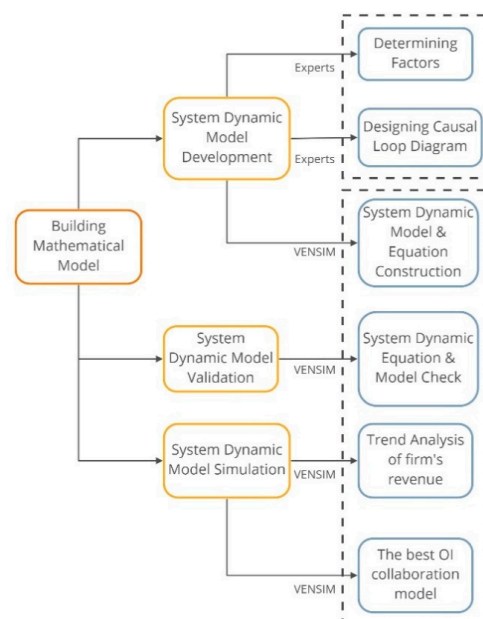 Determining
Factors
Experts
System Dynamic
Model
Development
Designing Causal
Loop Diagram
Experts
Building
Mathematical
Model
System Dynamic
Model &
Equation
Construction
VENSIM
System
Dynamic Model
Validation
System Dynamic
Equation &
Model Check
VENSIM
System Dynamic
Model Simulation
Trend Analysis
of firm's
revenue
VENSIM
The best OI
collaboration
model
VENSIM